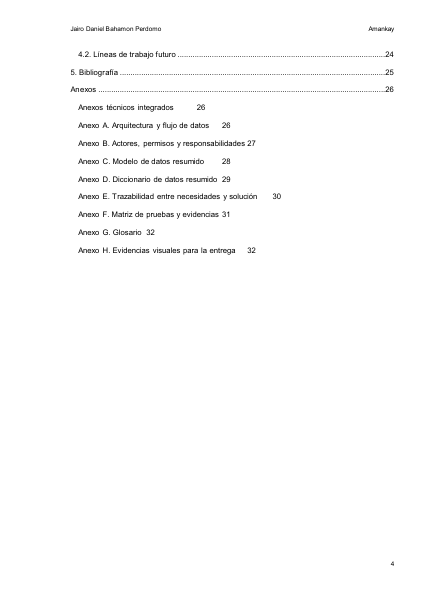 Jairo Daniel Bahamon Perdomo Amankay
4.2. Líneas de trabajo futuro ................................................................................................24
5. Bibliografía ............................................................................................................................25
Anexos ......................................................................................................................................26
Anexos técnicos integrados 26
Anexo A. Arquitectura y flujo de datos 26
Anexo B. Actores, permisos y responsabilidades 27
Anexo C. Modelo de datos resumido 28
Anexo D. Diccionario de datos resumido 29
Anexo E. Trazabilidad entre necesidades y solución 30
Anexo F. Matriz de pruebas y evidencias 31
Anexo G. Glosario 32
Anexo H. Evidencias visuales para la entrega 32
4